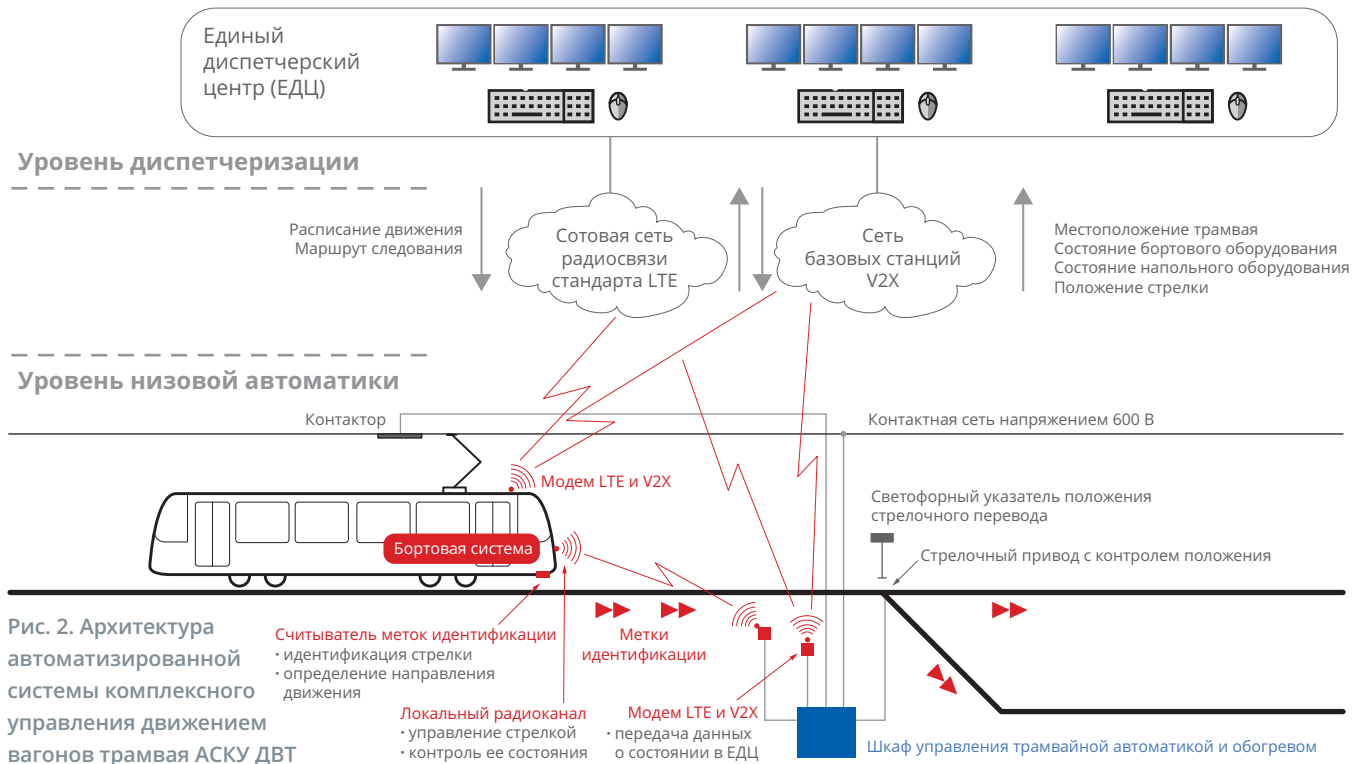 Единый
диспетчерский
центр (ЕДЦ)
Уровень диспетчеризации
Расписание движения
Маршрут следования
Сотовая сеть
радиосвязи
стандарта LTE
Сеть
базовых станций
V2X
Местоположение трамвая
Состояние бортового оборудования
Состояние напольного оборудования
Положение стрелки
Уровень низовой автоматики
Контактор
Контактная сеть напряжением 600 В
Модем LTE и V2X
Светофорный указатель положения
стрелочного перевода
Бортовая система
Стрелочный привод с контролем положения
Рис. 2. Архитектура
автоматизированной
системы комплексного
управления движением
вагонов трамвая АСКУ ДВТ
Считыватель меток идентификации
· идентификация стрелки
· определение направления
движения
Метки
идентификации
Локальный радиоканал
· управление стрелкой
· контроль ее состояния
Модем LTE и V2X
· передача данных
о состоянии в ЕДЦ
Шкаф управления трамвайной автоматикой и обогревом